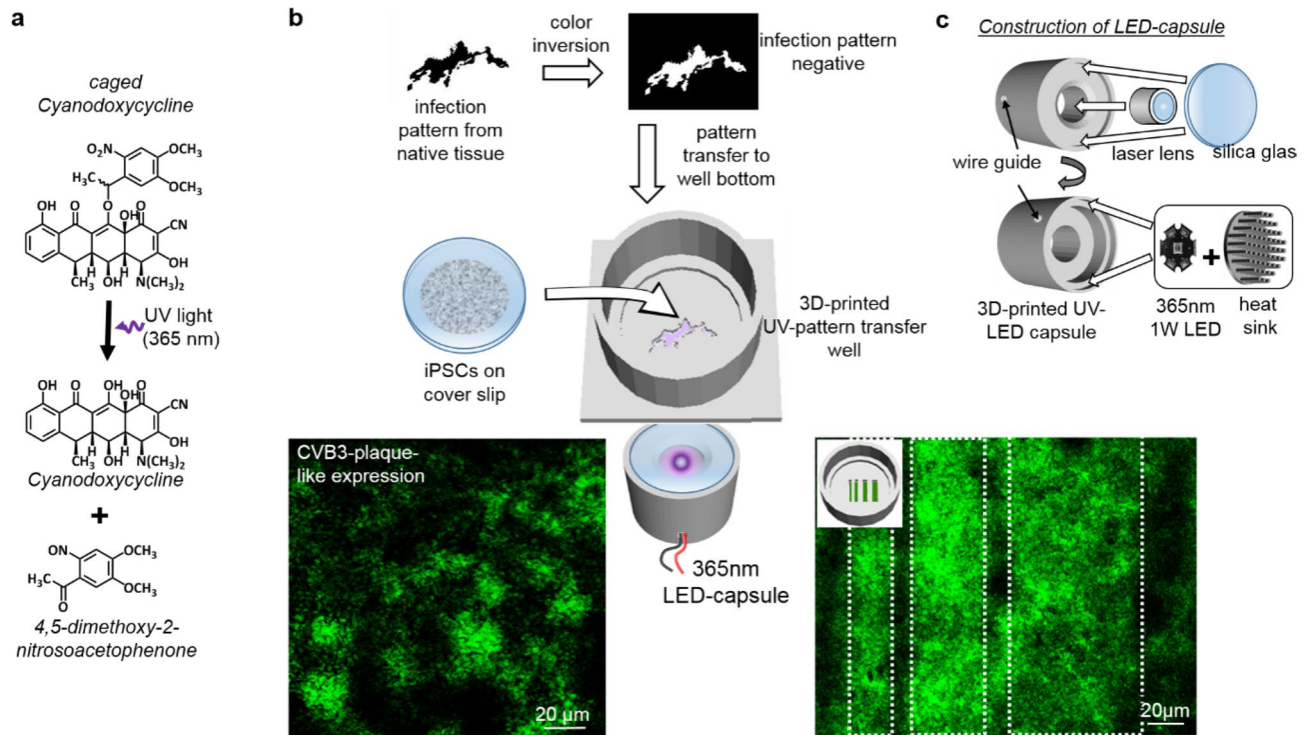 a
caged
Cyanodoxycycline
O₂N
OCH₃
H₃C
OCH₃
OH
O
O
OH
O
CN
OH
CH₃
H
OH
H
N(CH₃)₂
UV light
(365 nm)
OH
O
OH
OH
O
CN
OH
CH₃
H
OH
H
N(CH₃)₂
Cyanodoxycycline
+
ON
OCH₃
H₃C
OCH₃
O
4,5-dimethoxy-2-
nitrosoacetophenone
b
infection
pattern from
native tissue
color
inversion
infection pattern
negative
pattern
transfer to
well bottom
iPSCs on
cover slip
3D-printed
UV-pattern transfer
well
CVB3-plaque-
like expression
20 µm
365nm
LED-capsule
20µm
c
Construction of LED-capsule
wire guide
laser lens
silica glas
3D-printed UV-
LED capsule
365nm
1W LED
+
heat
sink